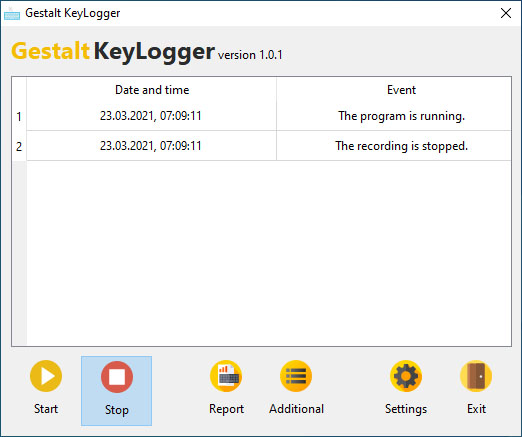 Gestalt KeyLogger
Gestalt KeyLogger version 1.0.1
Date and time Event
1 23.03.2021, 07:09:11 The program is running.
2 23.03.2021, 07:09:11 The recording is stopped.
Start Stop Report Additional Settings Exit